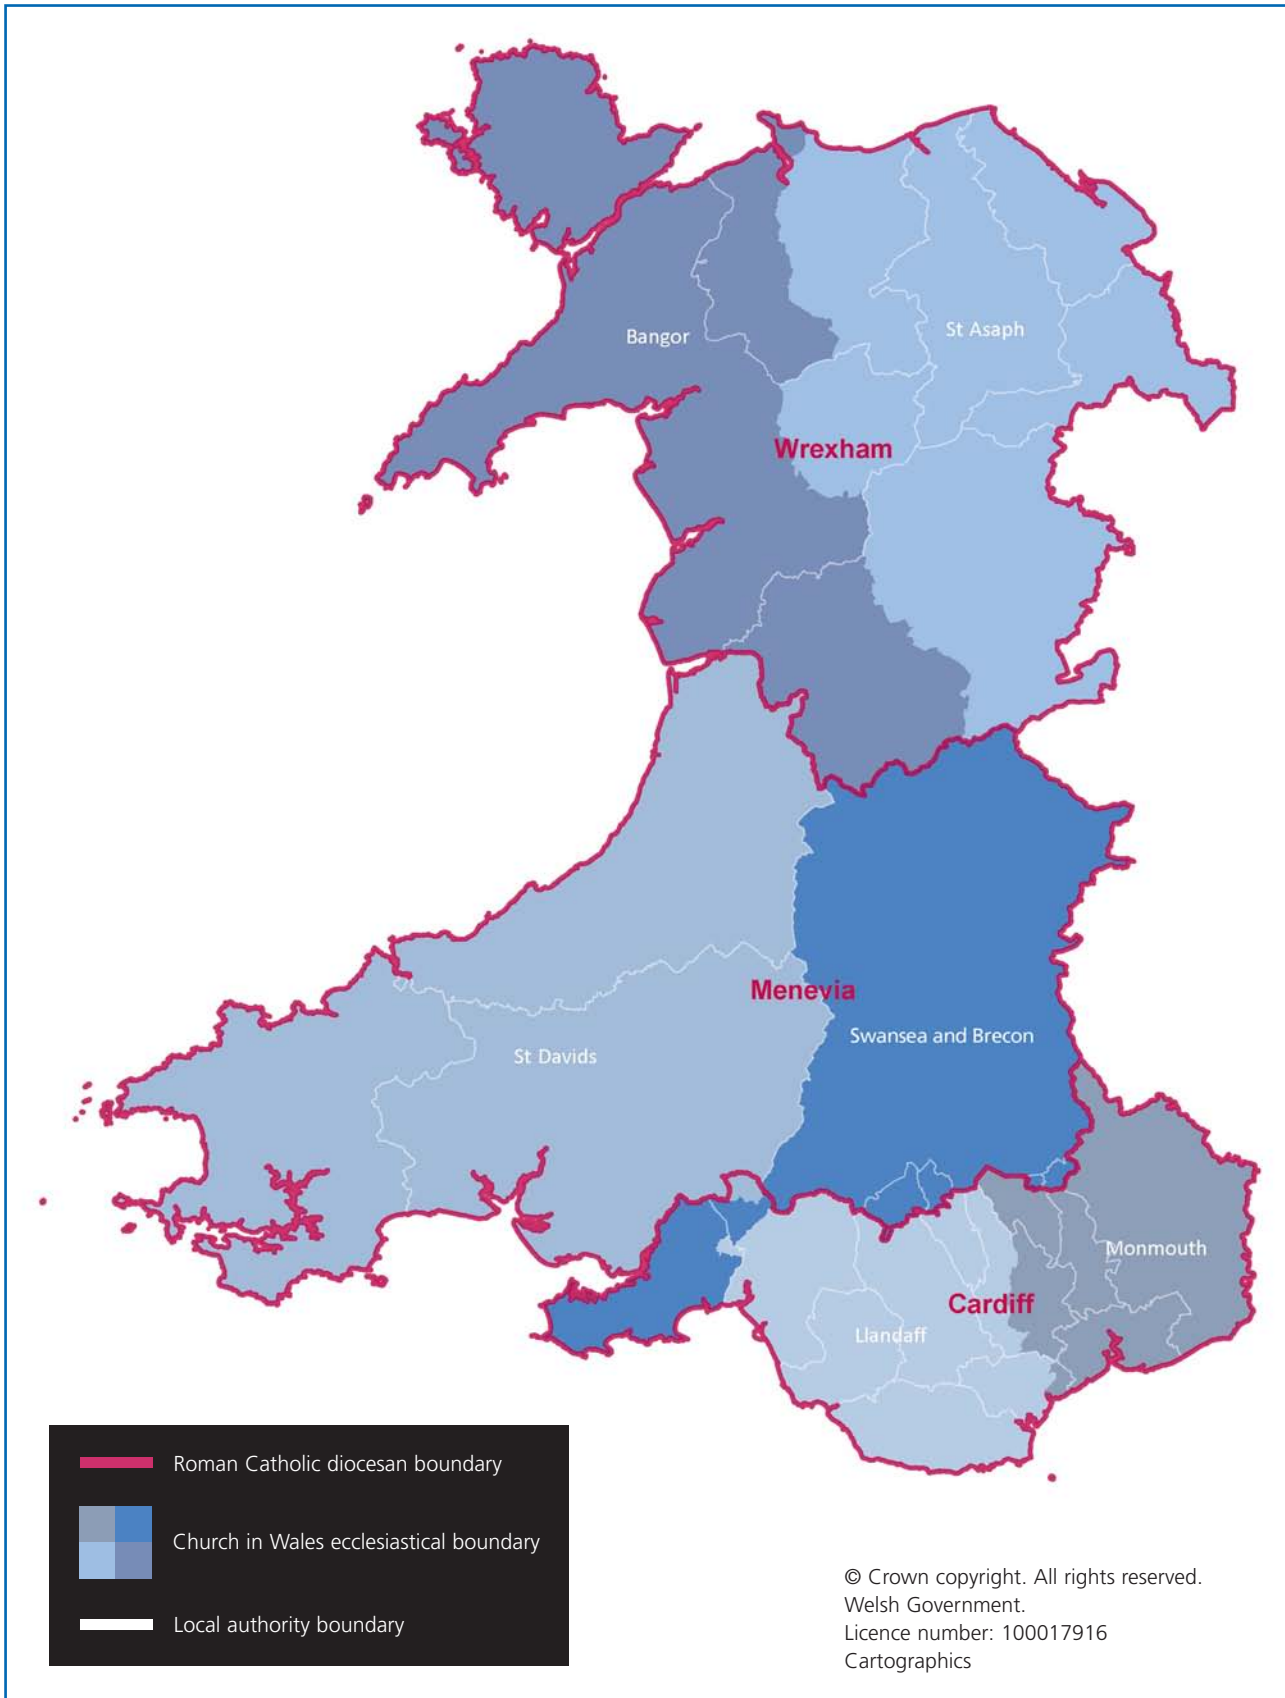 Bangor
St Asaph
Wrexham
Menevia
Swansea and Brecon
St Davids
Monmouth
Cardiff
Llandaff
Roman Catholic diocesan boundary
Church in Wales ecclesiastical boundary
Local authority boundary
© Crown copyright. All rights reserved.
Welsh Government.
Licence number: 100017916
Cartographics